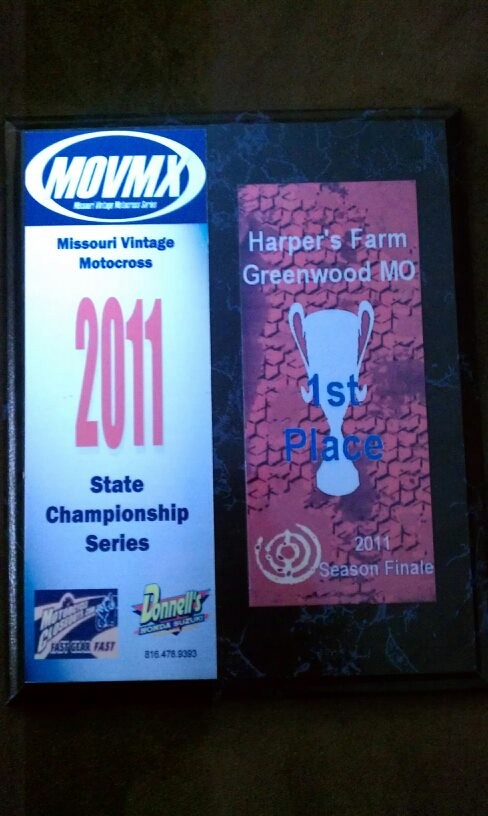 MOVMX
Missouri Vintage Motocross Series
Missouri Vintage
Motocross
2011
State
Championship
Series
FAST GEAR FAST
Donnell's
HONDA SUZUKI
816.478.9393
Harper's Farm
Greenwood MO
1st
Place
2011
Season Finale